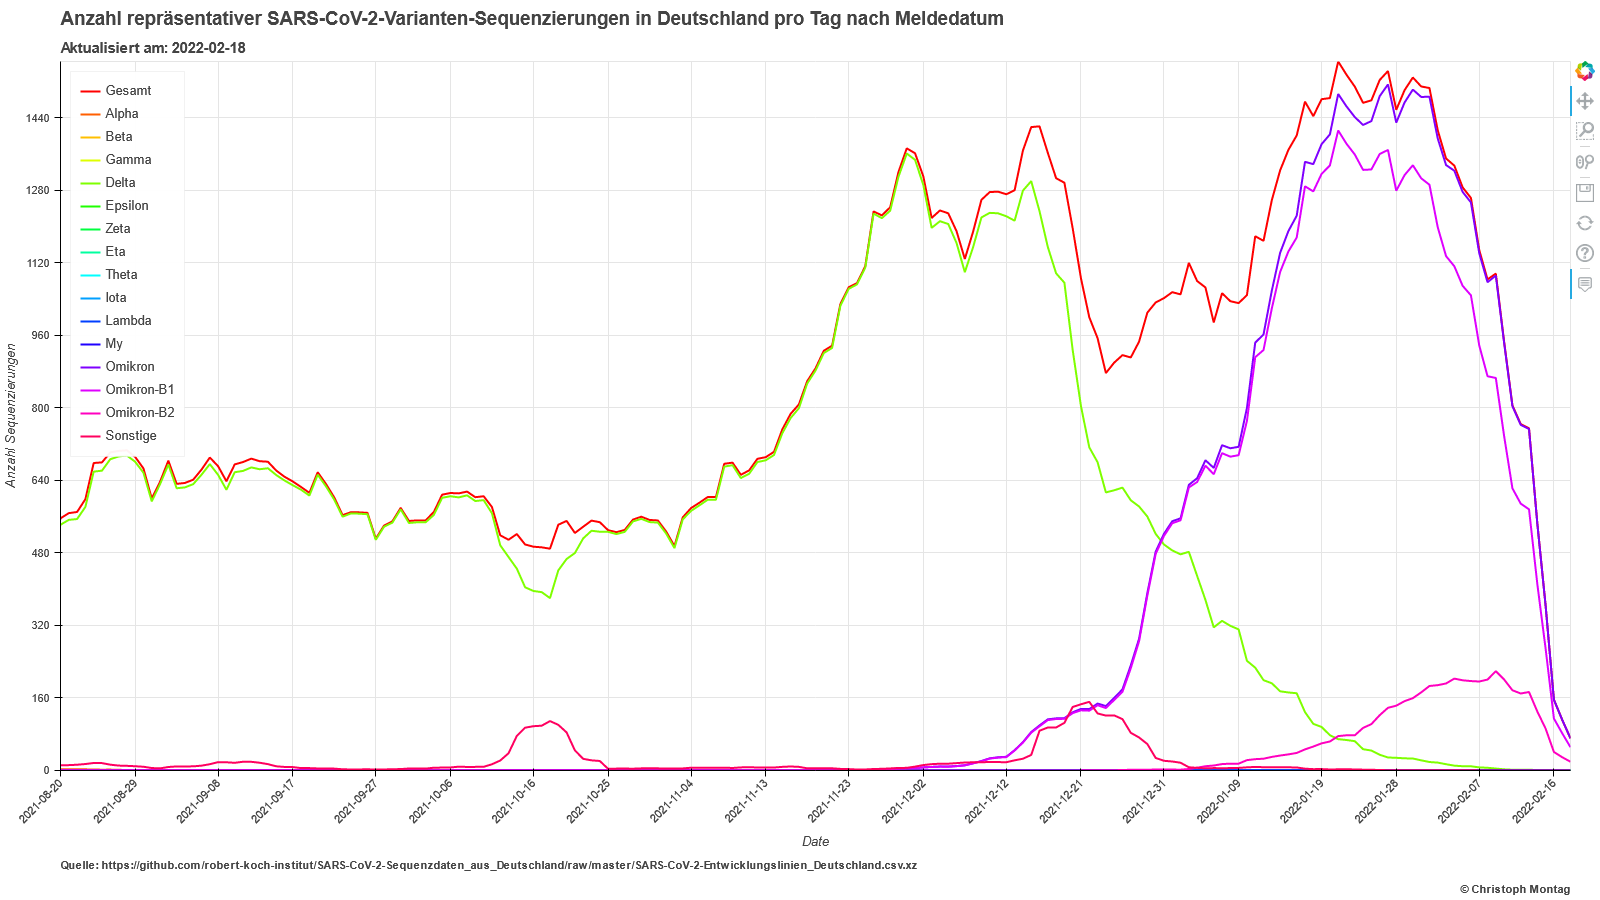 Anzahl repräsentativer SARS-CoV-2-Varianten-Sequenzierungen in Deutschland pro Tag nach Meldedatum
Aktualisiert am: 2022-02-18
Gesamt
Alpha
Beta
Gamma
Delta
Epsilon
Zeta
Eta
Theta
Iota
Lambda
My
Omikron
Omikron-B1
Omikron-B2
Sonstige
Anzahl Sequenzierungen
1440
1280
1120
960
800
640
480
320
160
0
2021-08-20
2021-08-29
2021-09-08
2021-09-17
2021-09-27
2021-10-06
2021-10-16
2021-10-25
2021-11-04
2021-11-13
2021-11-23
2021-12-02
2021-12-12
2021-12-21
2021-12-31
2022-01-09
2022-01-19
2022-01-28
2022-02-07
2022-02-16
Date
Quelle: https://github.com/robert-koch-institut/SARS-CoV-2-Sequenzdaten_aus_Deutschland/raw/master/SARS-CoV-2-Entwicklungslinien_Deutschland.csv.xz
© Christoph Montag